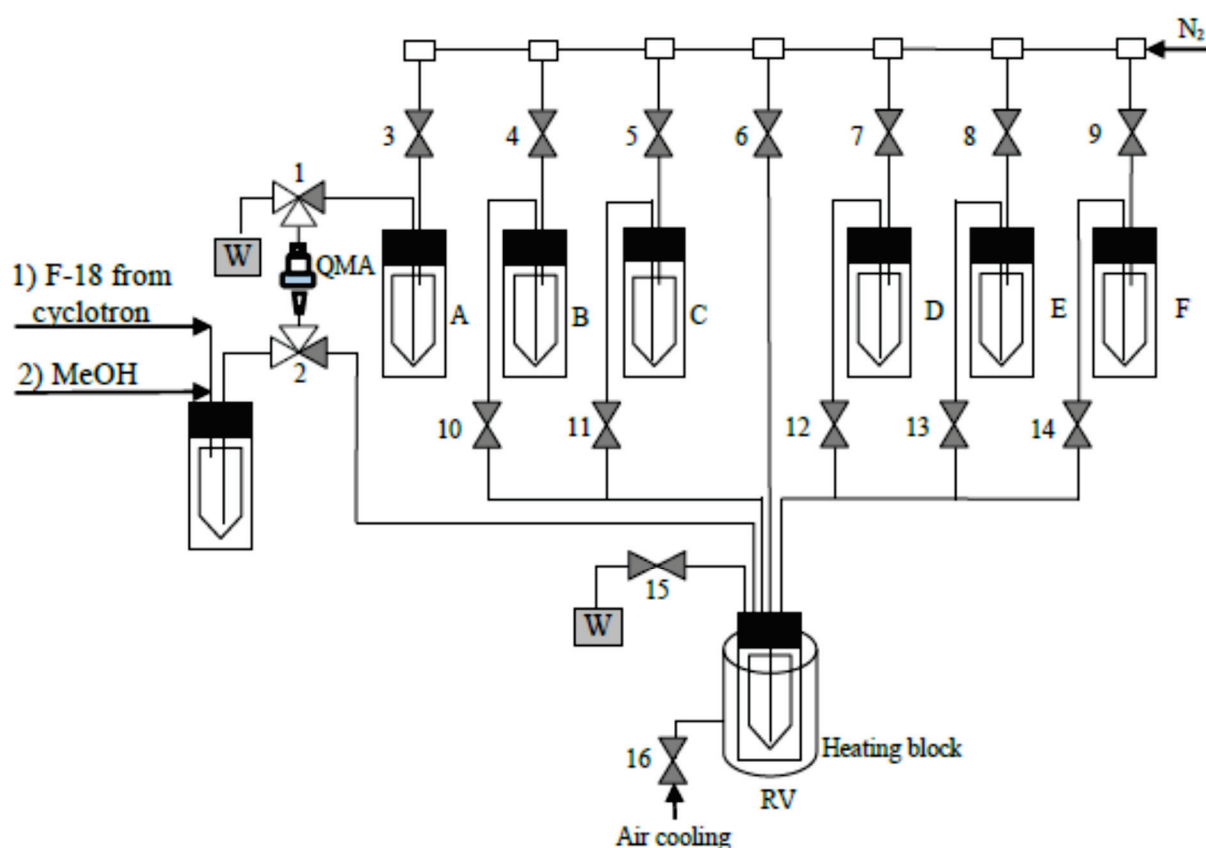 N₂
3
4
5
6
7
8
9
1
W
QMA
1) F-18 from
cyclotron
A
B
C
D
E
F
2) MeOH
2
10
11
12
13
14
15
W
16
Heating block
RV
Air cooling